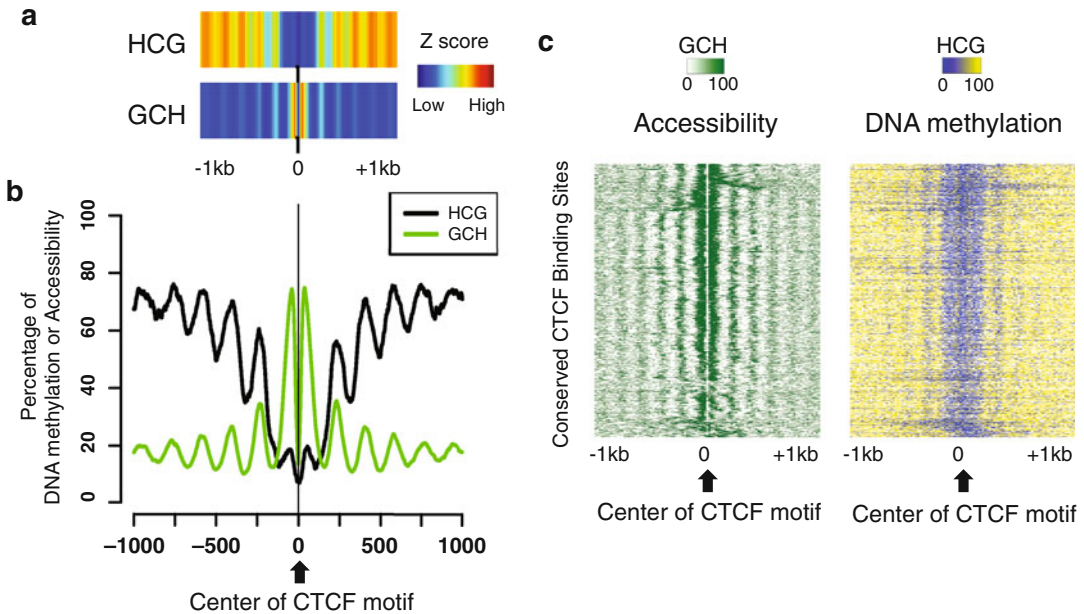 a
HCG
GCH
Z score
Low High
-1kb 0 +1kb
b
Percentage of
DNA methylation or Accessibility
100
80
60
40
20
0
HCG
GCH
−1000 −500 0 500 1000
Center of CTCF motif
c
GCH
0 100
Accessibility
HCG
0 100
DNA methylation
Conserved CTCF Binding Sites
-1kb 0 +1kb
Center of CTCF motif
-1kb 0 +1kb
Center of CTCF motif